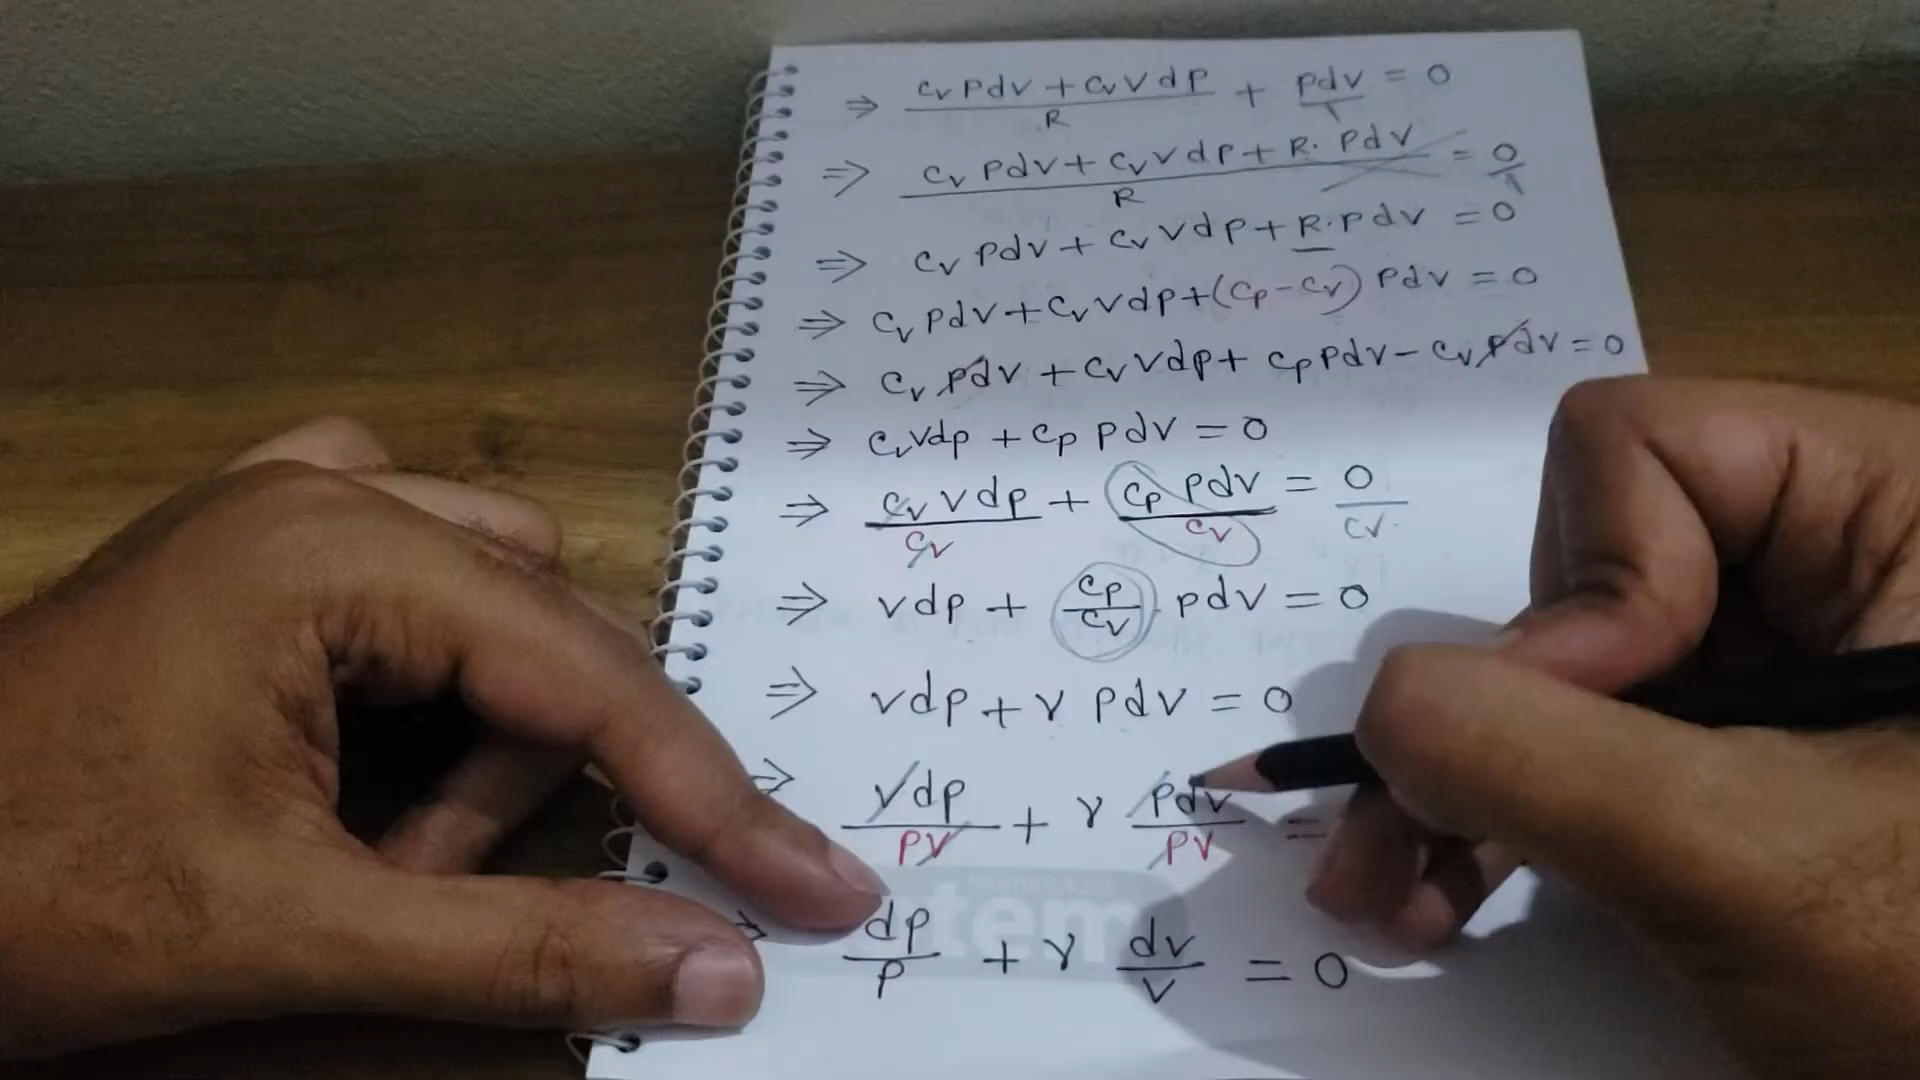 ⇒ (Cv Pdv + Cv Vdp)/R + Pdv/1 = 0
⇒ (Cv Pdv + Cv Vdp + R. Pdv)/R = 0/1
⇒ Cv Pdv + Cv Vdp + R.Pdv = 0
⇒ Cv Pdv + Cv Vdp + (Cp - Cv) Pdv = 0
⇒ Cv Pdv + Cv Vdp + Cp Pdv - Cv Pdv = 0
⇒ Cv Vdp + Cp Pdv = 0
⇒ Cv Vdp/Cv + Cp Pdv/Cv = 0/Cv
⇒ Vdp + Cp/Cv . Pdv = 0
⇒ Vdp + γ Pdv = 0
⇒ Vdp/PV + γ Pdv/PV =
⇒ dp/P + γ dv/V = 0